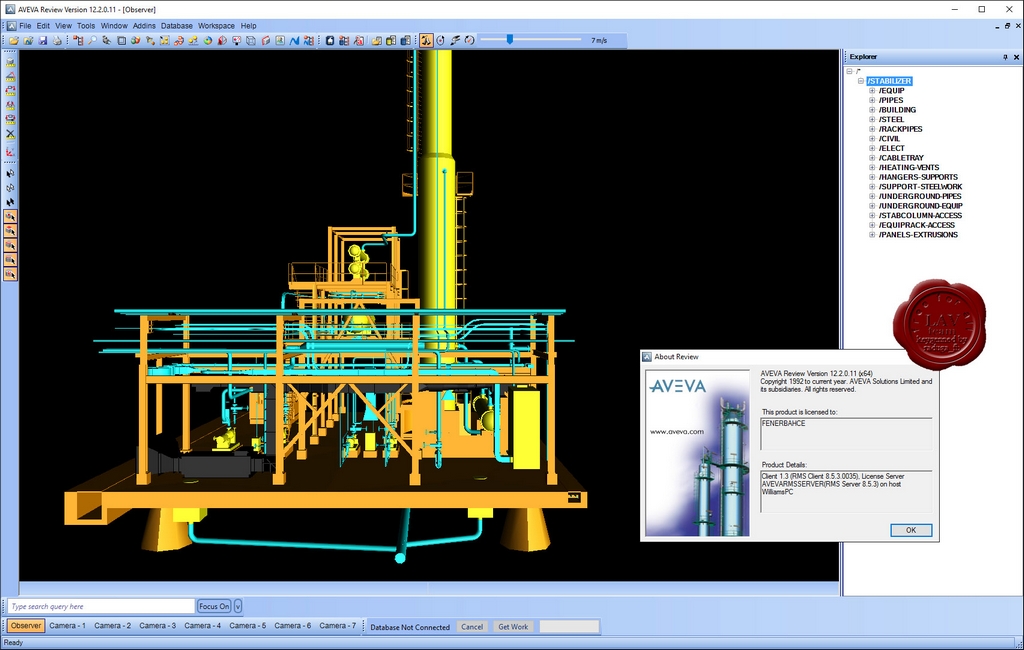 AVEVA Review Version 12.2.0.11 - [Observer]
File Edit View Tools Window Addins Database Workspace Help
7 m/s
Explorer
/*
/STABILIZER
/EQUIP
/PIPES
/BUILDING
/STEEL
/RACKPIPES
/CIVIL
/ELECT
/CABLETRAY
/HEATING-VENTS
/HANGERS-SUPPORTS
/SUPPORT-STEELWORK
/UNDERGROUND-PIPES
/UNDERGROUND-EQUIP
/STABCOLUMN-ACCESS
/EQUIPRACK-ACCESS
/PANELS-EXTRUSIONS
LAV
About Review
AVEVA
www.aveva.com
AVEVA Review Version 12.2.0.11 (x64)
Copyright 1992 to current year. AVEVA Solutions Limited and
its subsidiaries. All rights reserved.
This product is licensed to:
FENERBAHCE
Product Details:
Client 1.3 (RMS Client 8.5.3.0035), License Server
AVEVARMSSERVER(RMS Server 8.5.3) on host
WilliamsPC
OK
Type search query here
Focus On v
Observer Camera - 1 Camera - 2 Camera - 3 Camera - 4 Camera - 5 Camera - 6 Camera - 7 Database Not Connected Cancel Get Work
Ready